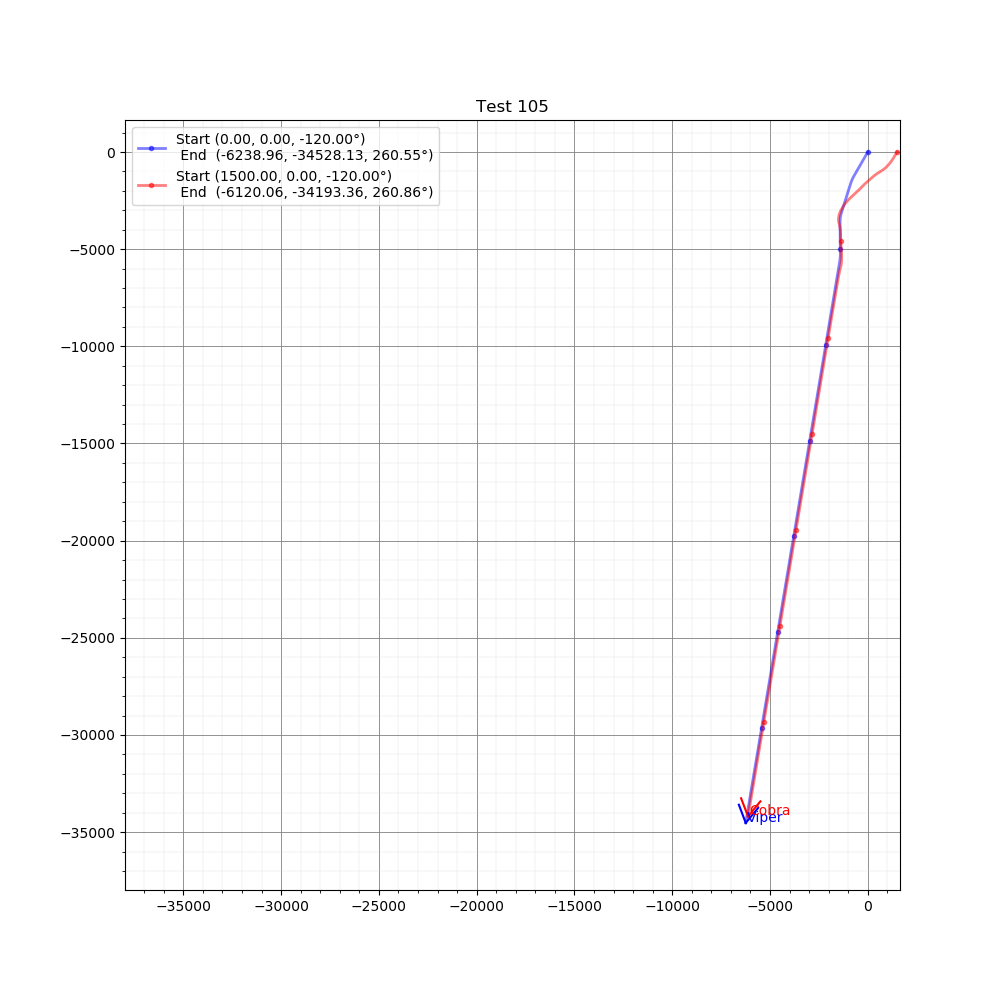 Test 105
Start (0.00, 0.00, -120.00°)
End (-6238.96, -34528.13, 260.55°)
Start (1500.00, 0.00, -120.00°)
End (-6120.06, -34193.36, 260.86°)
0
−5000
−10000
−15000
−20000
−25000
−30000
−35000
Cobra
Viper
−35000 −30000 −25000 −20000 −15000 −10000 −5000 0